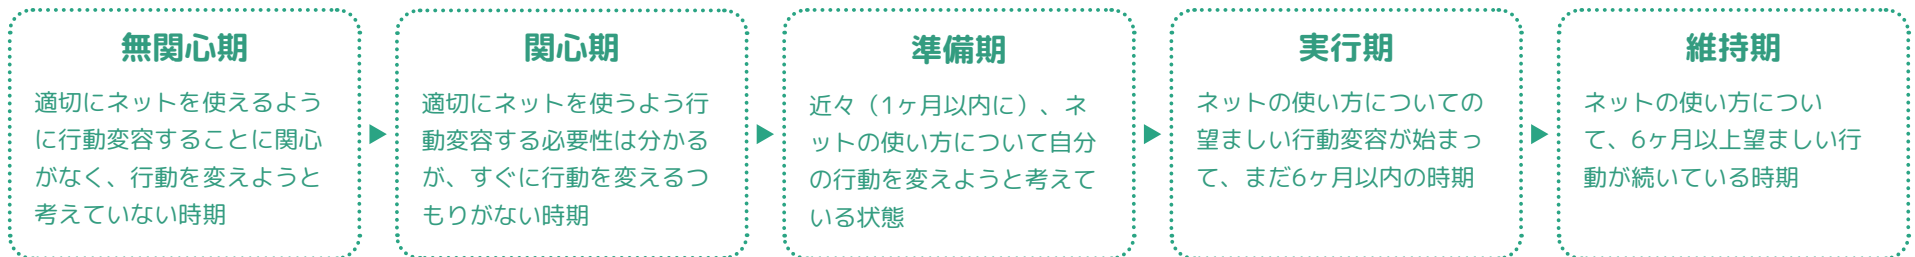 無関心期
適切にネットを使えるよう
に行動変容することに関心
がなく、行動を変えようと
考えていない時期
関心期
適切にネットを使うよう行
動変容する必要性は分かる
が、すぐに行動を変えるつ
もりがない時期
準備期
近々（1ヶ月以内に）、ネ
ットの使い方について自分
の行動を変えようと考えて
いる状態
実行期
ネットの使い方についての
望ましい行動変容が始まっ
て、まだ6ヶ月以内の時期
維持期
ネットの使い方につい
て、6ヶ月以上望ましい行
動が続いている時期